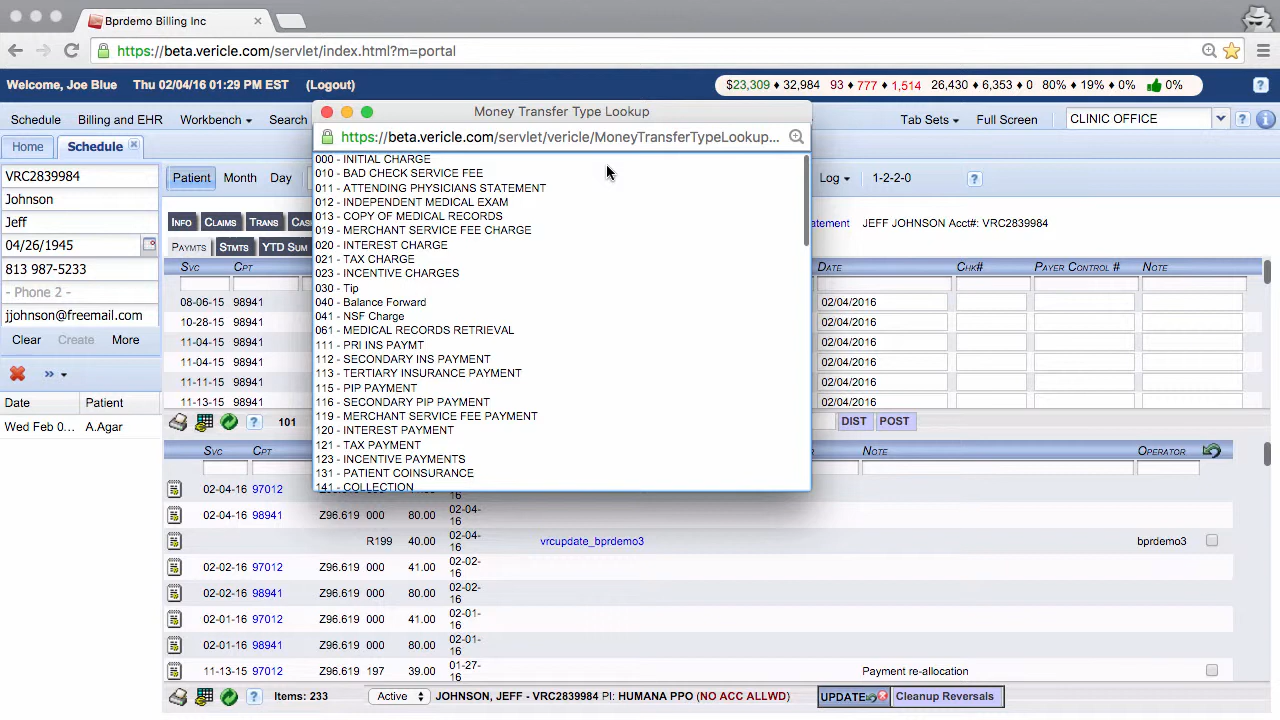 Bprdemo Billing Inc
https://beta.vericle.com/servlet/index.html?m=portal
Welcome, Joe Blue Thu 02/04/16 01:29 PM EST (Logout) $23,309 ♦ 32,984 93 ♦ 777 ♦ 1,514 26,430 ♦ 6,353 ♦ 0 80% ♦ 19% ♦ 0% 0%
Schedule Billing and EHR Workbench Search Tab Sets Full Screen CLINIC OFFICE
Home Schedule
Money Transfer Type Lookup
https://beta.vericle.com/servlet/vericle/MoneyTransferTypeLookup...
000 - INITIAL CHARGE
010 - BAD CHECK SERVICE FEE
011 - ATTENDING PHYSICIANS STATEMENT
012 - INDEPENDENT MEDICAL EXAM
013 - COPY OF MEDICAL RECORDS
019 - MERCHANT SERVICE FEE CHARGE
020 - INTEREST CHARGE
021 - TAX CHARGE
023 - INCENTIVE CHARGES
030 - Tip
040 - Balance Forward
041 - NSF Charge
061 - MEDICAL RECORDS RETRIEVAL
111 - PRI INS PAYMT
112 - SECONDARY INS PAYMENT
113 - TERTIARY INSURANCE PAYMENT
115 - PIP PAYMENT
116 - SECONDARY PIP PAYMENT
119 - MERCHANT SERVICE FEE PAYMENT
120 - INTEREST PAYMENT
121 - TAX PAYMENT
123 - INCENTIVE PAYMENTS
131 - PATIENT COINSURANCE
141 - COLLECTION
VRC2839984
Johnson
Jeff
04/26/1945
813 987-5233
- Phone 2 -
jjohnson@freemail.com
Clear Create More
»
Date Patient
Wed Feb 0... A.Agar
Patient Month Day Log 1-2-2-0
INFO CLAIMS TRANS JEFF JOHNSON Acct#: VRC2839984
PAYMTS STMTS YTD SUM
SVC CPT DATE CHK# PAYER CONTROL # NOTE
08-06-15 98941 02/04/2016
10-28-15 98941 02/04/2016
11-04-15 98941 02/04/2016
11-04-15 98941 02/04/2016
11-11-15 98941 02/04/2016
11-13-15 98941 02/04/2016
101 DIST POST
SVC CPT NOTE OPERATOR
02-04-16 97012
02-04-16 98941 Z96.619 000 80.00 02-04-16
R199 40.00 02-04-16 vrcupdate_bprdemo3 bprdemo3
02-02-16 97012 Z96.619 000 41.00 02-02-16
02-02-16 98941 Z96.619 000 80.00 02-02-16
02-01-16 97012 Z96.619 000 41.00 02-01-16
02-01-16 98941 Z96.619 000 80.00 02-01-16
11-13-15 97012 Z96.619 197 39.00 01-27- Payment re-allocation
Items: 233 Active JOHNSON, JEFF - VRC2839984 PI: HUMANA PPO (NO ACC ALLWD) UPDATE Cleanup Reversals